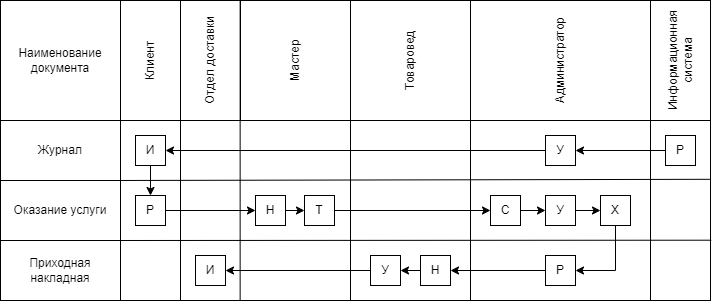 Наименование
документа
Клиент
Отдел доставки
Мастер
Товаровед
Администратор
Информационная
система
Журнал
И
У
Р
Оказание услуги
Р
Н
Т
С
У
Х
Приходная
накладная
И
У
Н
Р